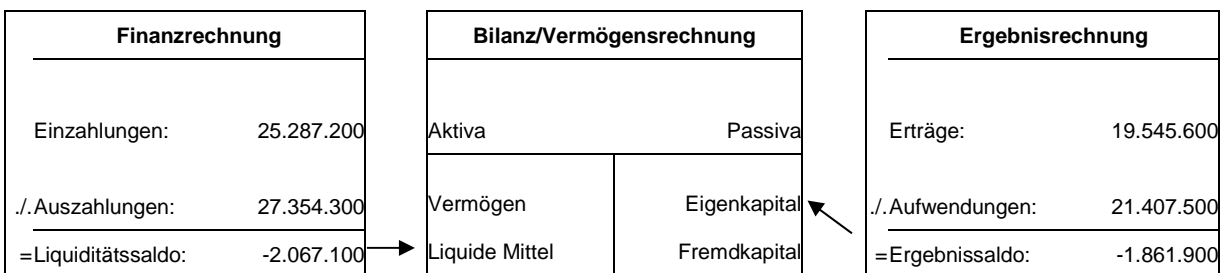 Finanzrechnung
Einzahlungen: 25.287.200
./. Auszahlungen: 27.354.300
=Liquiditätssaldo: -2.067.100
Bilanz/Vermögensrechnung
Aktiva Passiva
Vermögen Eigenkapital
Liquide Mittel Fremdkapital
Ergebnisrechnung
Erträge: 19.545.600
./. Aufwendungen: 21.407.500
=Ergebnissaldo: -1.861.900